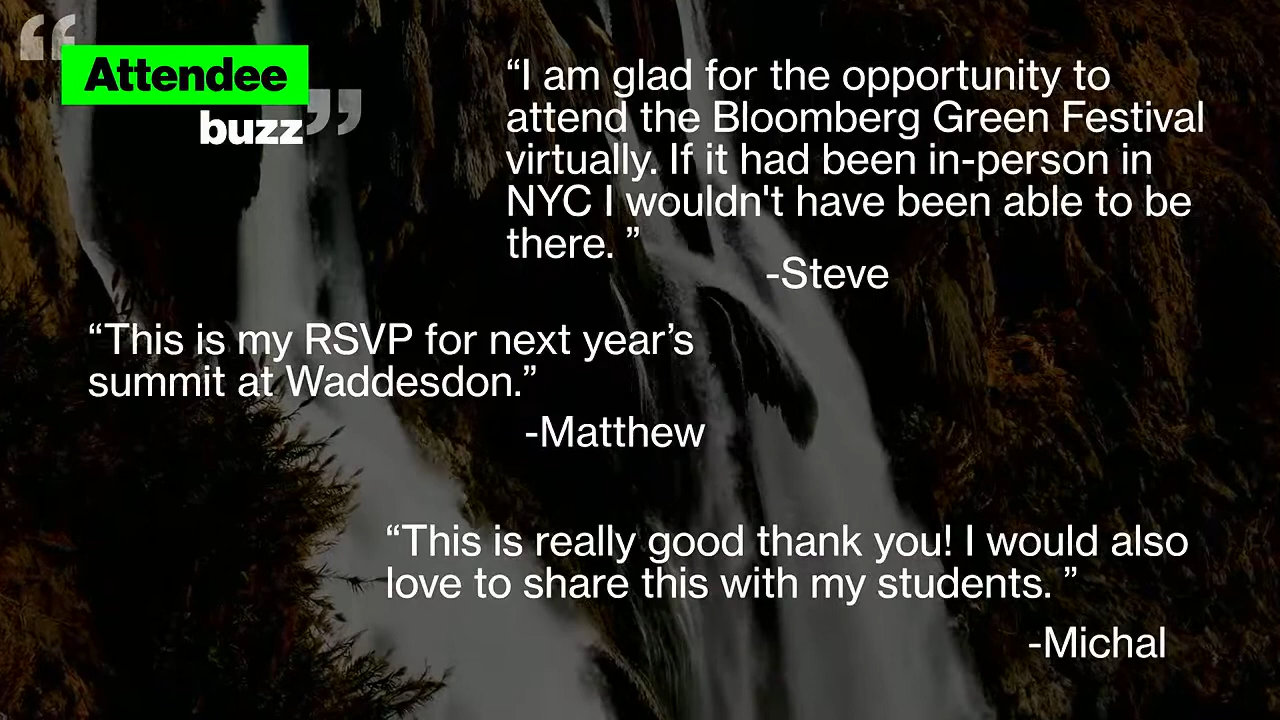 “
Attendee
buzz”
“I am glad for the opportunity to
attend the Bloomberg Green Festival
virtually. If it had been in-person in
NYC I wouldn't have been able to be
there. ”
-Steve
“This is my RSVP for next year’s
summit at Waddesdon.”
-Matthew
“This is really good thank you! I would also
love to share this with my students. ”
-Michal